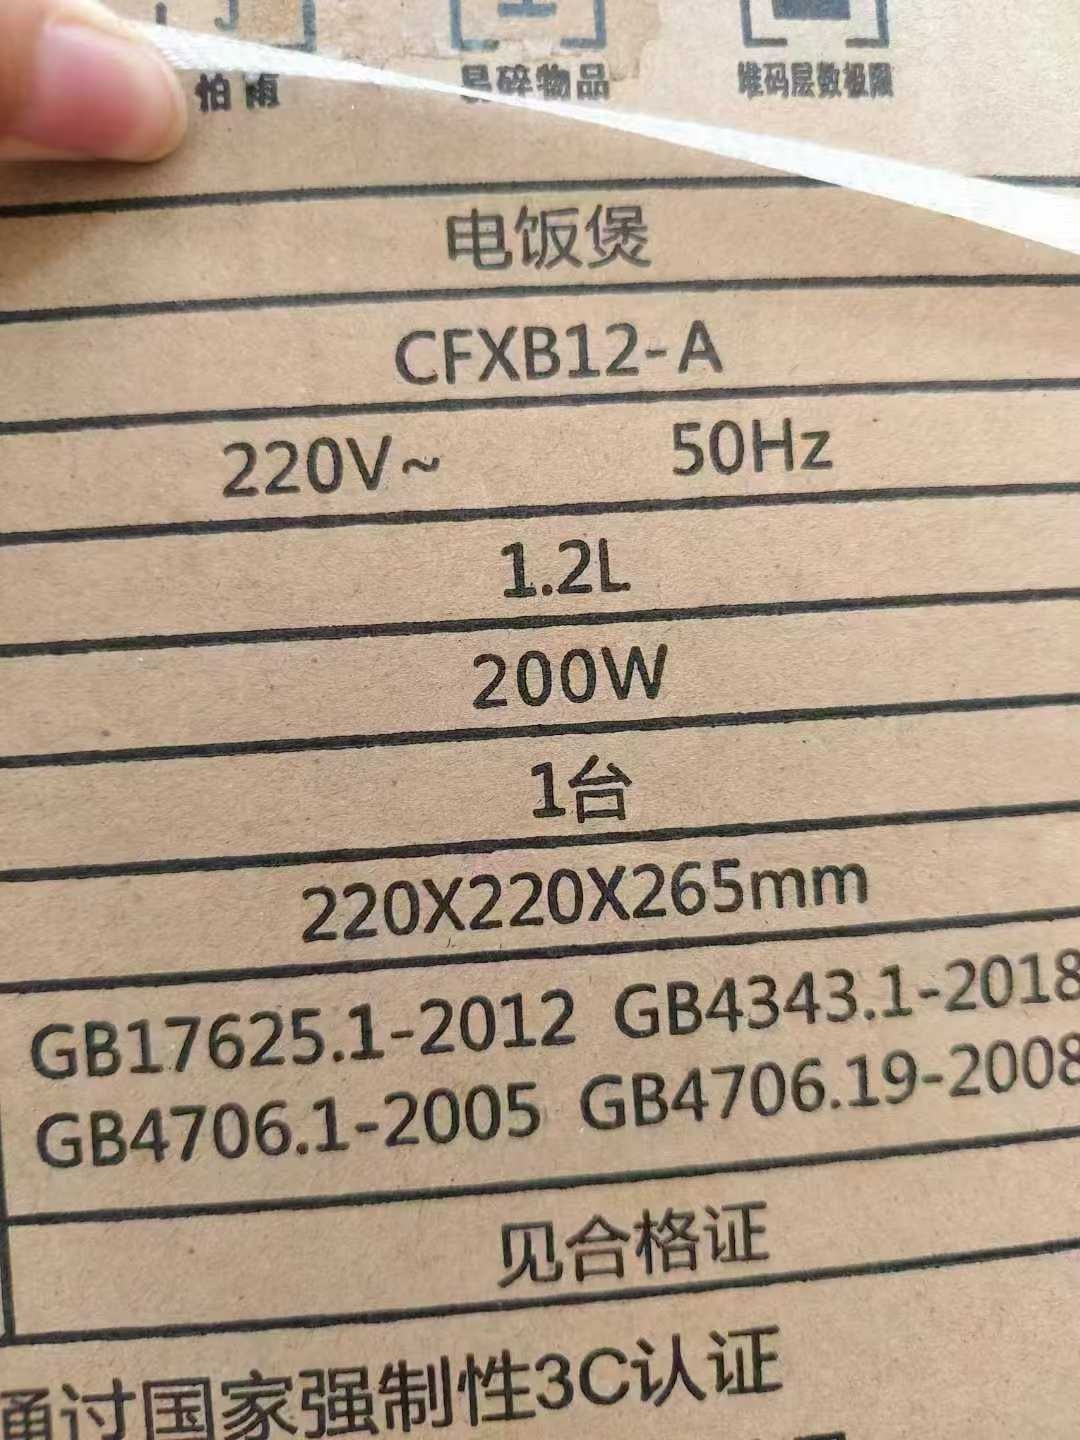 怕雨 易碎物品 堆码层数极限
电饭煲
CFXB12-A
220V~ 50Hz
1.2L
200W
1台
220X220X265mm
GB17625.1-2012 GB4343.1-2018
GB4706.1-2005 GB4706.19-2008
见合格证
通过国家强制性3C认证